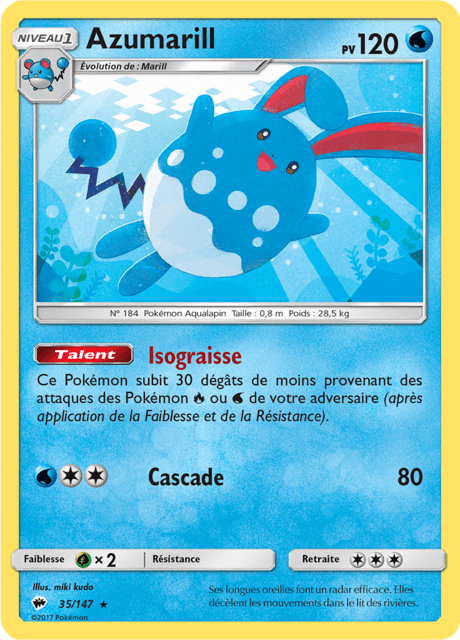 NIVEAU 1
Azumarill
PV 120
Évolution de : Marill
N° 184 Pokémon Aqualapin Taille : 0,8 m Poids : 28,5 kg
Talent Isograisse
Ce Pokémon subit 30 dégâts de moins provenant des
attaques des Pokémon ou de votre adversaire (après
application de la Faiblesse et de la Résistance).
Cascade 80
Faiblesse ×2 Résistance Retraite
Illus. miki kudo
35/147 ★
©2017 Pokémon
Ses longues oreilles font un radar efficace. Elles
décèlent les mouvements dans le lit des rivières.